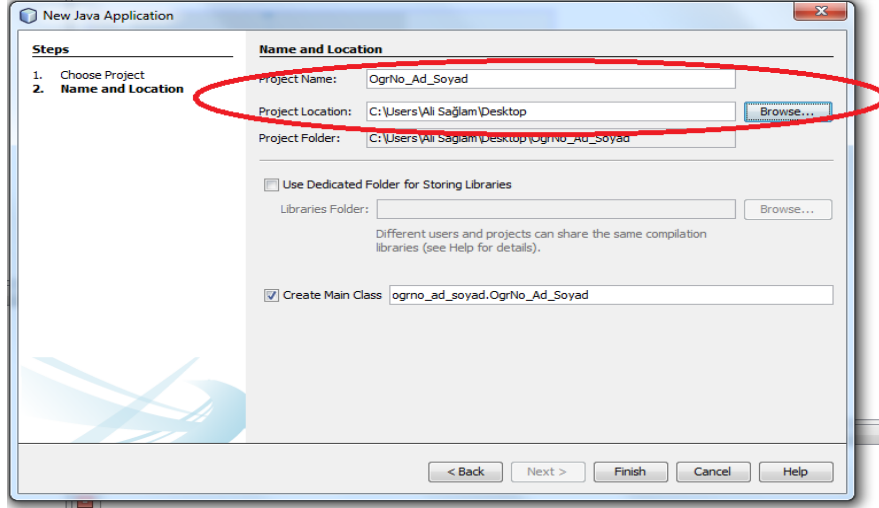 New Java Application
Steps
1. Choose Project
2. Name and Location
Name and Location
Project Name: OgrNo_Ad_Soyad
Project Location: C:\Users\Ali Sağlam\Desktop Browse...
Project Folder: C:\Users\Ali Sağlam\Desktop\OgrNo_Ad_Soyad
Use Dedicated Folder for Storing Libraries
Libraries Folder: Browse...
Different users and projects can share the same compilation
libraries (see Help for details).
Create Main Class ogrno_ad_soyad.OgrNo_Ad_Soyad
< Back Next > Finish Cancel Help